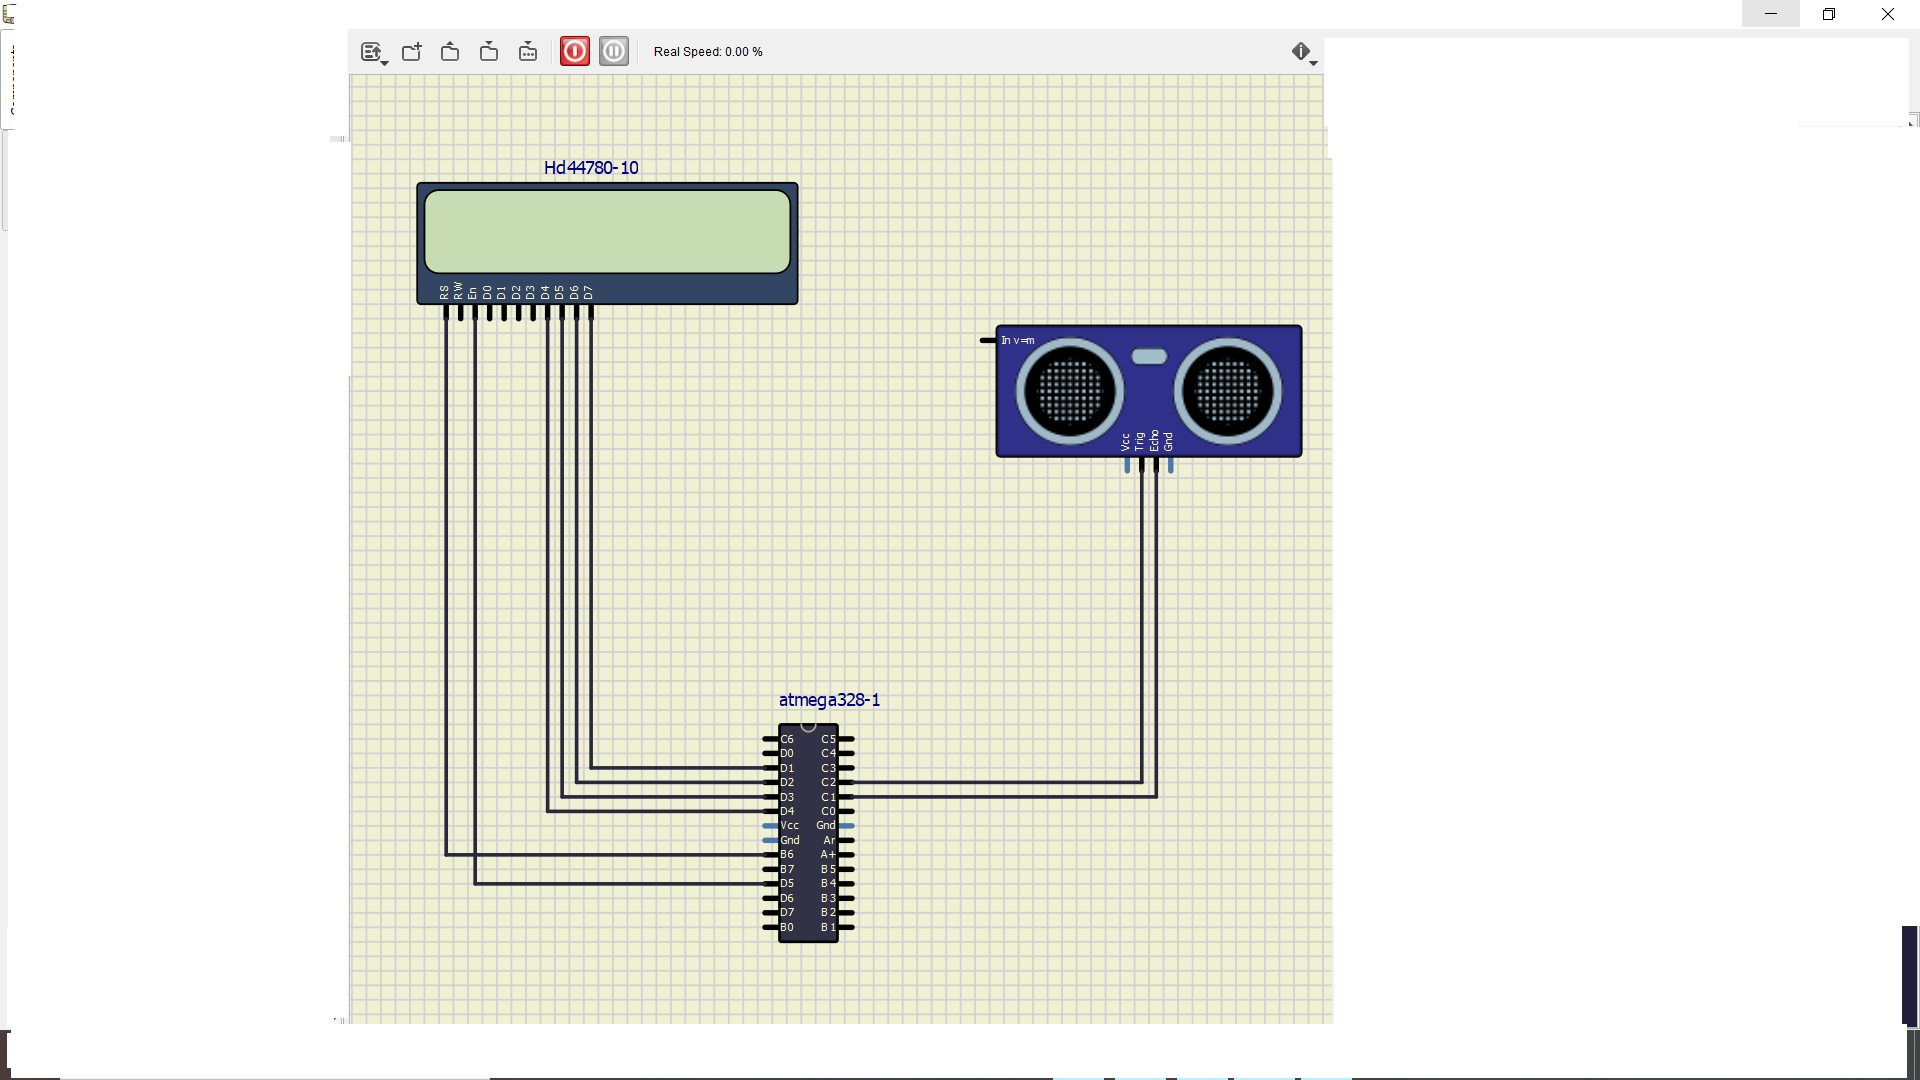 Real Speed: 0.00 %
Hd44780-10
RS RW En D0 D1 D2 D3 D4 D5 D6 D7
In v=m
Vcc Trig Echo Gnd
atmega328-1
C6 C5
D0 C4
D1 C3
D2 C2
D3 C1
D4 C0
Vcc Gnd
Gnd Ar
B6 A+
B7 B5
D5 B4
D6 B3
D7 B2
B0 B1